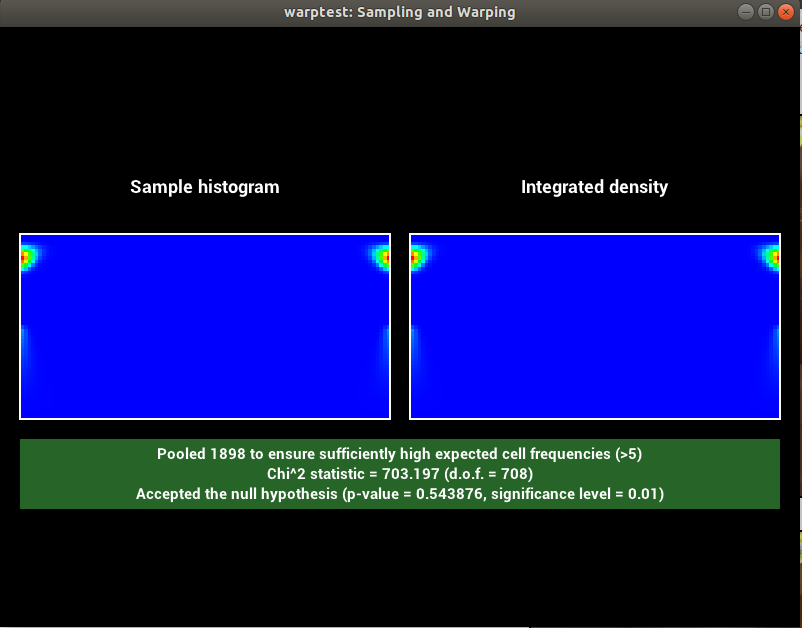 warptest: Sampling and Warping
Sample histogram
Integrated density
Pooled 1898 to ensure sufficiently high expected cell frequencies (>5)
Chi^2 statistic = 703.197 (d.o.f. = 708)
Accepted the null hypothesis (p-value = 0.543876, significance level = 0.01)